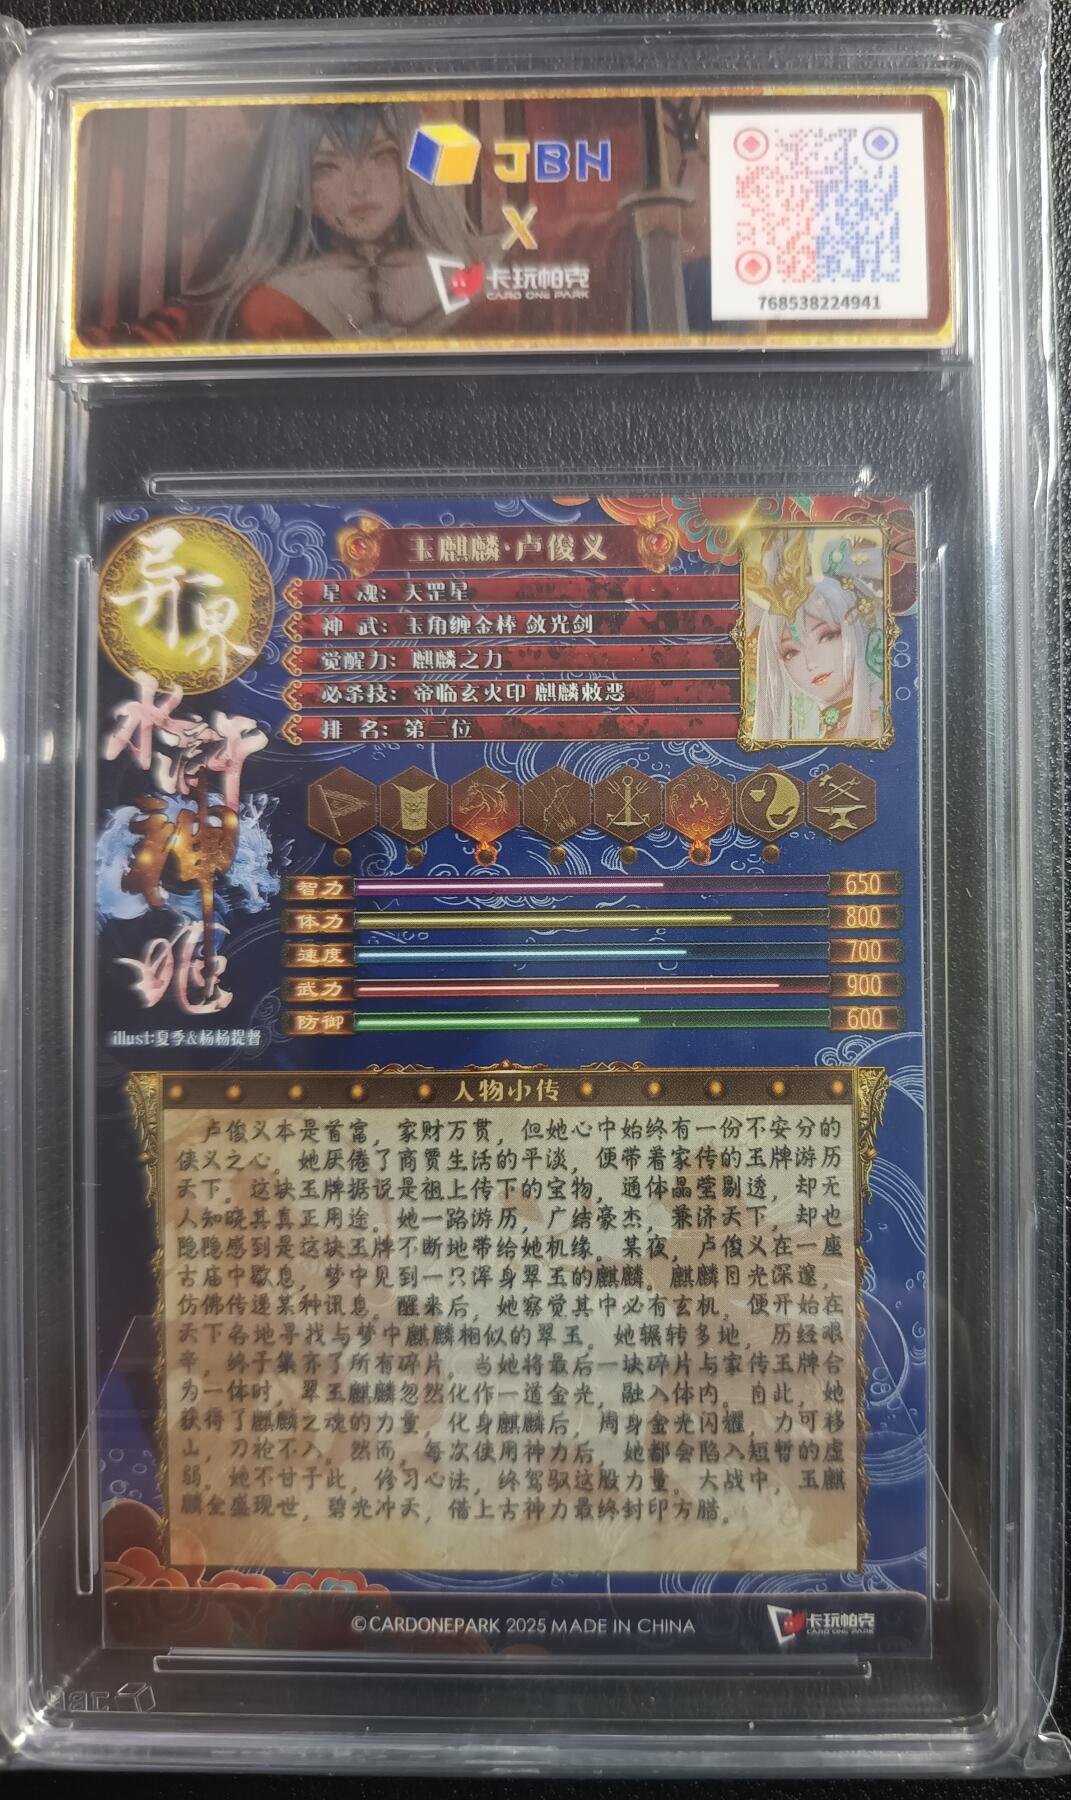 JBH
X
卡玩帕克
CARD ONE PARK
768538224941
异界
水浒
神
兆
玉麒麟·卢俊义
星 魂：天罡星
神 武：玉角缠金棒 敛光剑
觉醒力：麒麟之力
必杀技：帝临玄火印 麒麟敕恶
排 名：第二位
智力 650
体力 800
速度 700
武力 900
防御 600
illust:夏季&杨杨提督
人物小传
卢俊义本是首富，家财万贯，但她心中始终有一份不安分的
侠义之心。她厌倦了商贾生活的平淡，便带着家传的玉牌游历
天下。这块玉牌据说是祖上传下的宝物，通体晶莹剔透，却无
人知晓其真正用途。她一路游历，广结豪杰，兼济天下，却也
隐隐感到是这块玉牌不断地带给她机缘。某夜，卢俊义在一座
古庙中歇息，梦中见到一只浑身翠玉的麒麟。麒麟目光深邃，
仿佛传递某种讯息。醒来后，她察觉其中必有玄机，便开始在
天下各地寻找与梦中麒麟相似的翠玉。她辗转多地，历经艰
辛，终于集齐了所有碎片。当她将最后一块碎片与家传玉牌合
为一体时，翠玉麒麟忽然化作一道金光，融入体内。自此，她
获得了麒麟之魂的力量，化身麒麟后，周身金光闪耀，力可移
山，刀枪不入。然而，每次使用神力后，她都会陷入短暂的虚
弱。她不甘于此，修习心法，终驾驭这股力量。大战中，玉麒
麟全盛现世，碧光冲天，借上古神力最终封印方腊。
©CARDONEPARK 2025 MADE IN CHINA
卡玩帕克
CARD ONE PARK